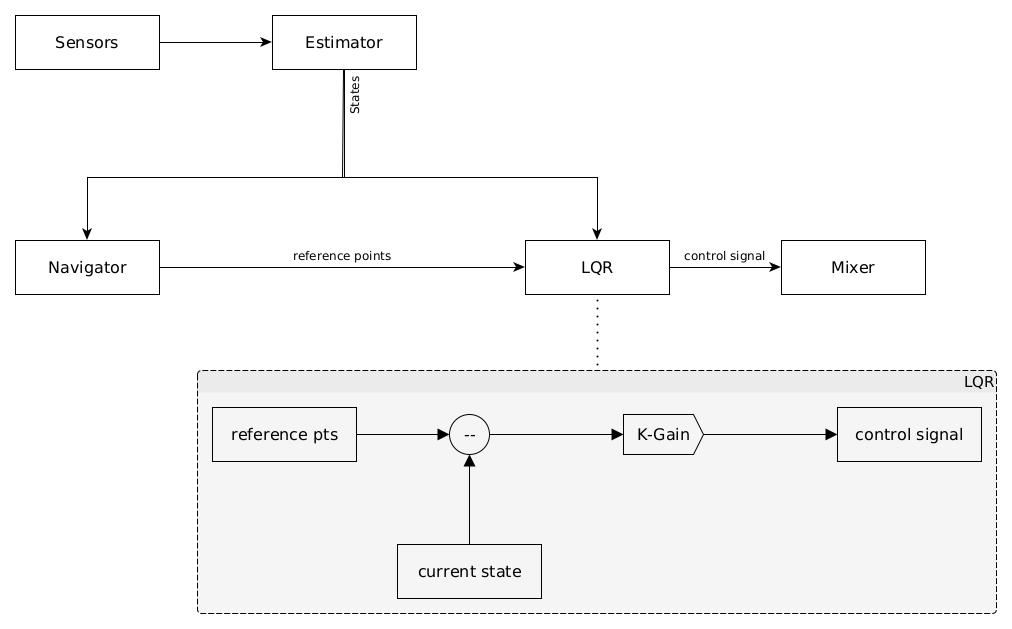 Sensors
Estimator
States
Navigator
reference points
LQR
control signal
Mixer
LQR
reference pts
--
K-Gain
control signal
current state